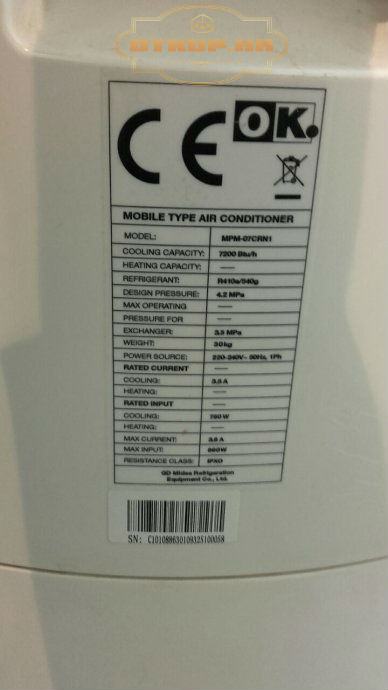 CE OK.
MOBILE TYPE AIR CONDITIONER
MODEL: MPM-07CRN1
COOLING CAPACITY: 7200 Btu/h
HEATING CAPACITY: —
REFRIGERANT: R410a/540g
DESIGN PRESSURE: 4.2 MPa
MAX OPERATING —
PRESSURE FOR —
EXCHANGER: 3.5 MPa
WEIGHT: 30kg
POWER SOURCE: 220-240V~ 50Hz, 1Ph
RATED CURRENT —
COOLING: 3.5 A
HEATING: —
RATED INPUT —
COOLING: W
HEATING: —
MAX CURRENT: A
MAX INPUT:
RESISTANCE CLASS: IPX0
GD Midea Refrigeration
Equipment Co., Ltd.
SN: C101088630109325100058